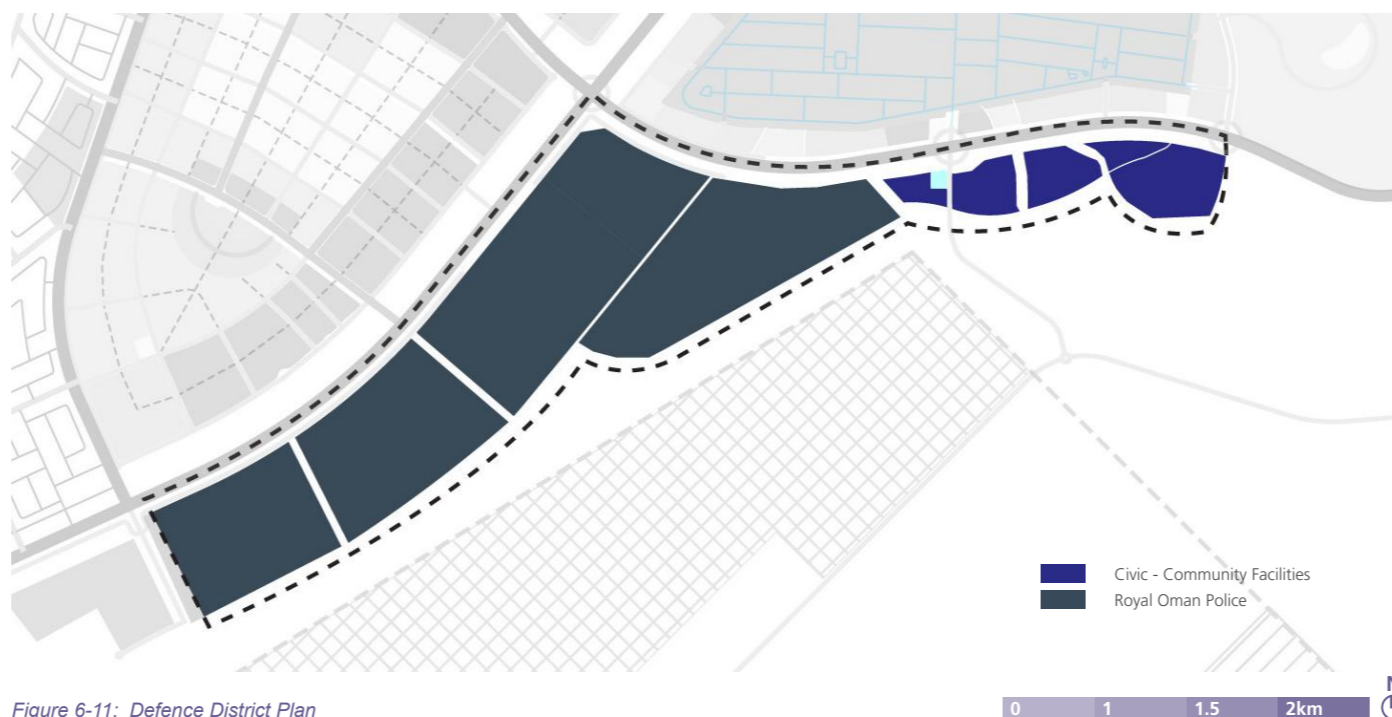 Civic - Community Facilities
Royal Oman Police
Figure 6-11: Defence District Plan
0 1 1.5 2km
N